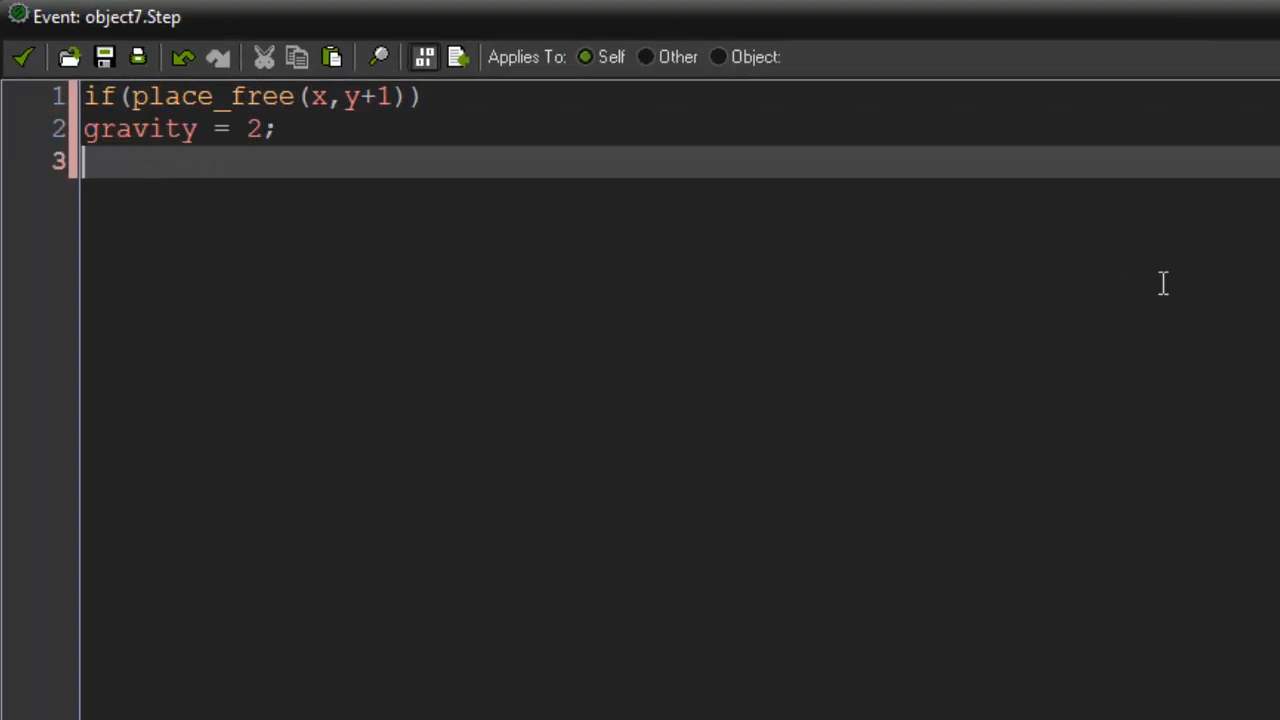 Event: object7.Step
Applies To: Self Other Object:
1 if(place_free(x,y+1))
2 gravity = 2;
3